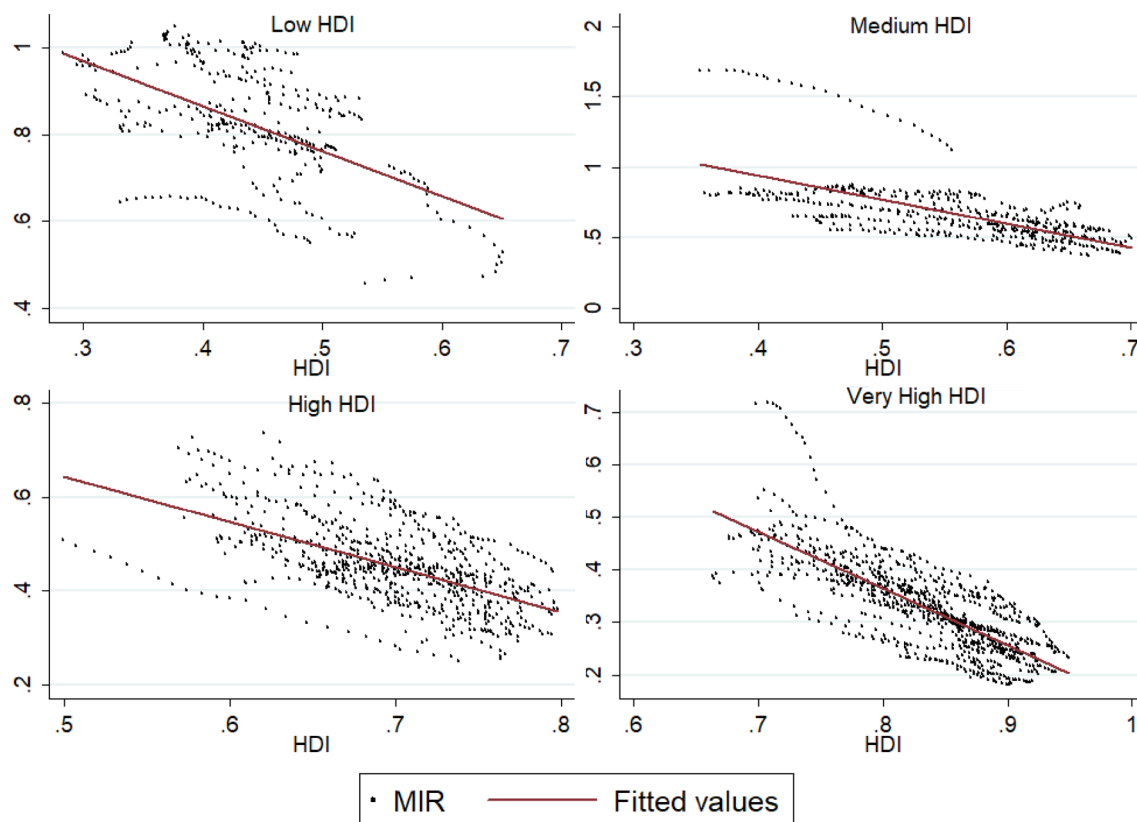 Low HDI
1
.8
.6
.4
.3 .4 .5 .6 .7
HDI
Medium HDI
2
1.5
1
.5
0
.3 .4 .5 .6 .7
HDI
High HDI
.8
.6
.4
.2
.5 .6 .7 .8
HDI
Very High HDI
.7
.6
.5
.4
.3
.2
.6 .7 .8 .9 1
HDI
MIR Fitted values